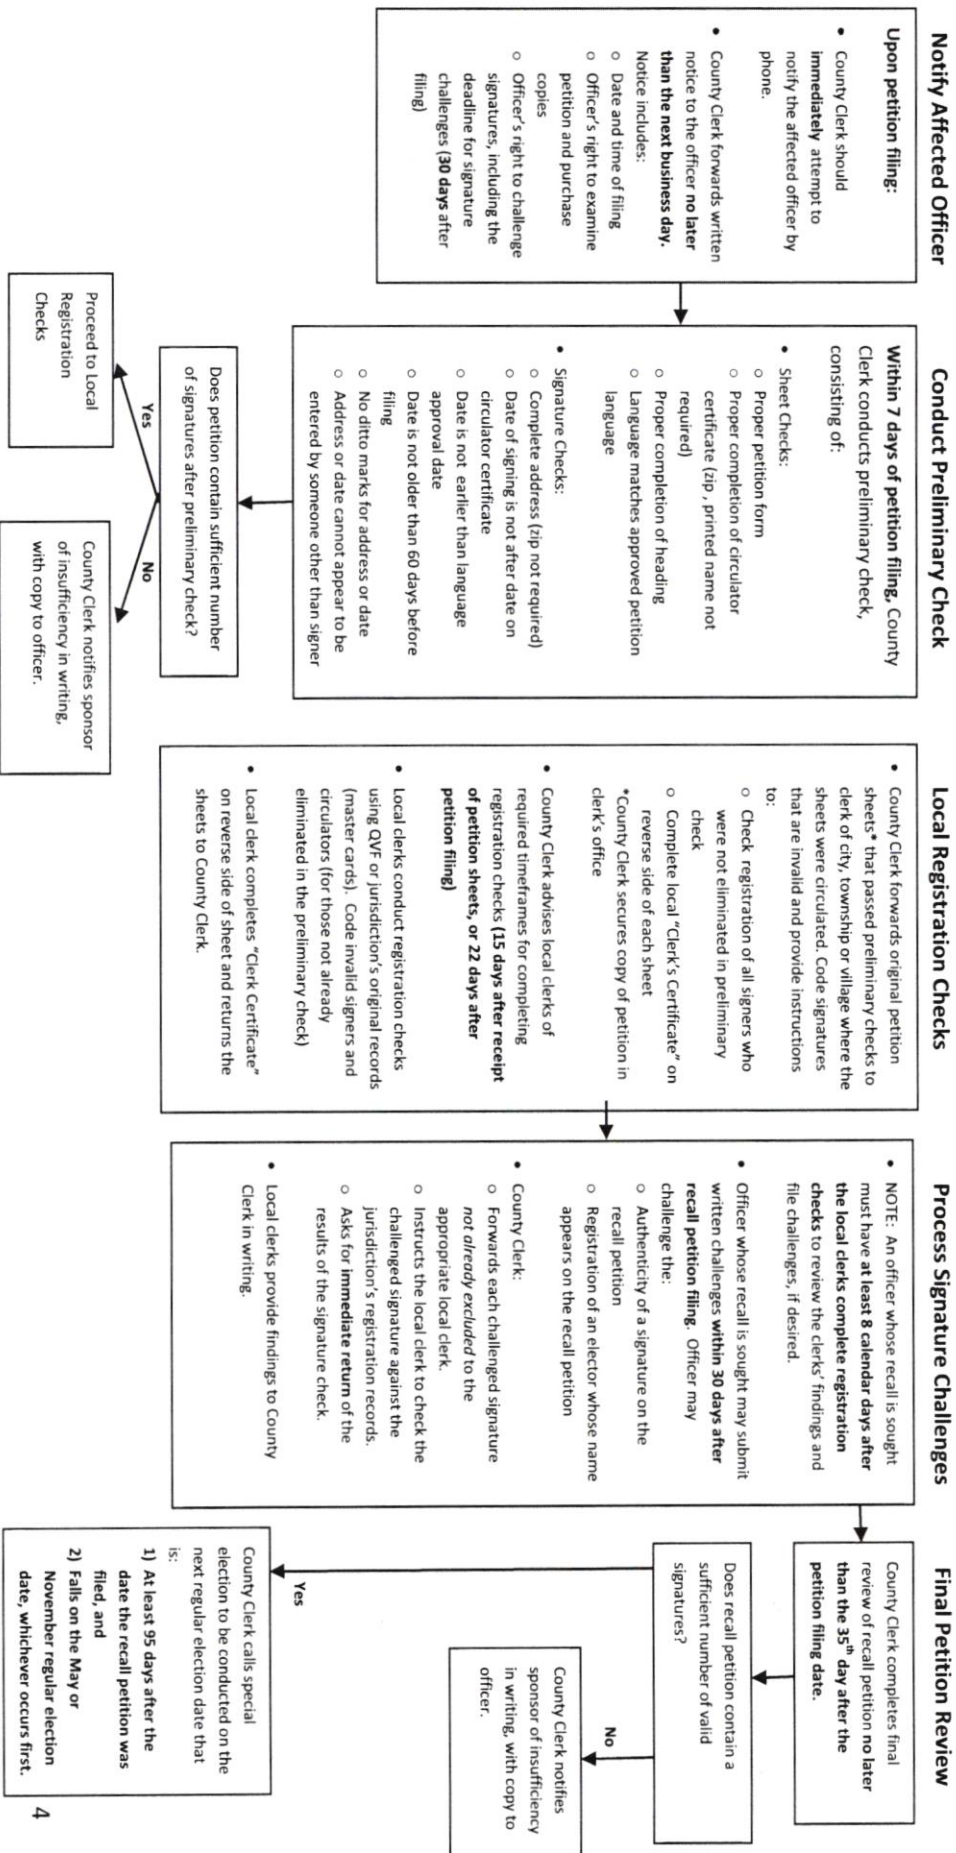 Notify Affected Officer
Upon petition filing:
• County Clerk should
immediately attempt to
notify the affected officer by
phone.
• County Clerk forwards written
notice to the officer no later
than the next business day.
Notice includes:
o Date and time of filing
o Officer's right to examine
petition and purchase
copies
o Officer's right to challenge
signatures, including the
deadline for signature
challenges (30 days after
filing)
Conduct Preliminary Check
Within 7 days of petition filing, County
Clerk conducts preliminary check,
consisting of:
• Sheet Checks:
o Proper petition form
o Proper completion of circulator
certificate (zip , printed name not
required)
o Proper completion of heading
o Language matches approved petition
language
• Signature Checks:
o Complete address (zip not required)
o Date of signing is not after date on
circulator certificate
o Date is not earlier than language
approval date
o Date is not older than 60 days before
filing
o No ditto marks for address or date
o Address or date cannot appear to be
entered by someone other than signer
Does petition contain sufficient number
of signatures after preliminary check?
Yes
No
Proceed to Local
Registration
Checks
County Clerk notifies sponsor
of insufficiency in writing,
with copy to officer.
Local Registration Checks
• County Clerk forwards original petition
sheets* that passed preliminary checks to
clerk of city, township or village where the
sheets were circulated. Code signatures
that are invalid and provide instructions
to:
o Check registration of all signers who
were not eliminated in preliminary
check
o Complete local "Clerk's Certificate" on
reverse side of each sheet
*County Clerk secures copy of petition in
clerk's office
• County Clerk advises local clerks of
required timeframes for completing
registration checks (15 days after receipt
of petition sheets, or 22 days after
petition filing)
• Local clerks conduct registration checks
using QVF or jurisdiction's original records
(master cards). Code invalid signers and
circulators (for those not already
eliminated in the preliminary check)
• Local clerk completes "Clerk Certificate"
on reverse side of sheet and returns the
sheets to County Clerk.
Process Signature Challenges
• NOTE: An officer whose recall is sought
must have at least 8 calendar days after
the local clerks complete registration
checks to review the clerks' findings and
file challenges, if desired.
• Officer whose recall is sought may submit
written challenges within 30 days after
recall petition filing. Officer may
challenge the:
o Authenticity of a signature on the
recall petition
o Registration of an elector whose name
appears on the recall petition
• County Clerk:
o Forwards each challenged signature
not already excluded to the
appropriate local clerk.
o Instructs the local clerk to check the
challenged signature against the
jurisdiction's registration records.
o Asks for immediate return of the
results of the signature check.
• Local clerks provide findings to County
Clerk in writing.
Final Petition Review
County Clerk completes final
review of recall petition no later
than the 35th day after the
petition filing date.
Does recall petition contain a
sufficient number of valid
signatures?
No
County Clerk notifies
sponsor of insufficiency
in writing, with copy to
officer.
Yes
County Clerk calls special
election to be conducted on the
next regular election date that
is:
1) At least 95 days after the
date the recall petition was
filed, and
2) Falls on the May or
November regular election
date, whichever occurs first.
4